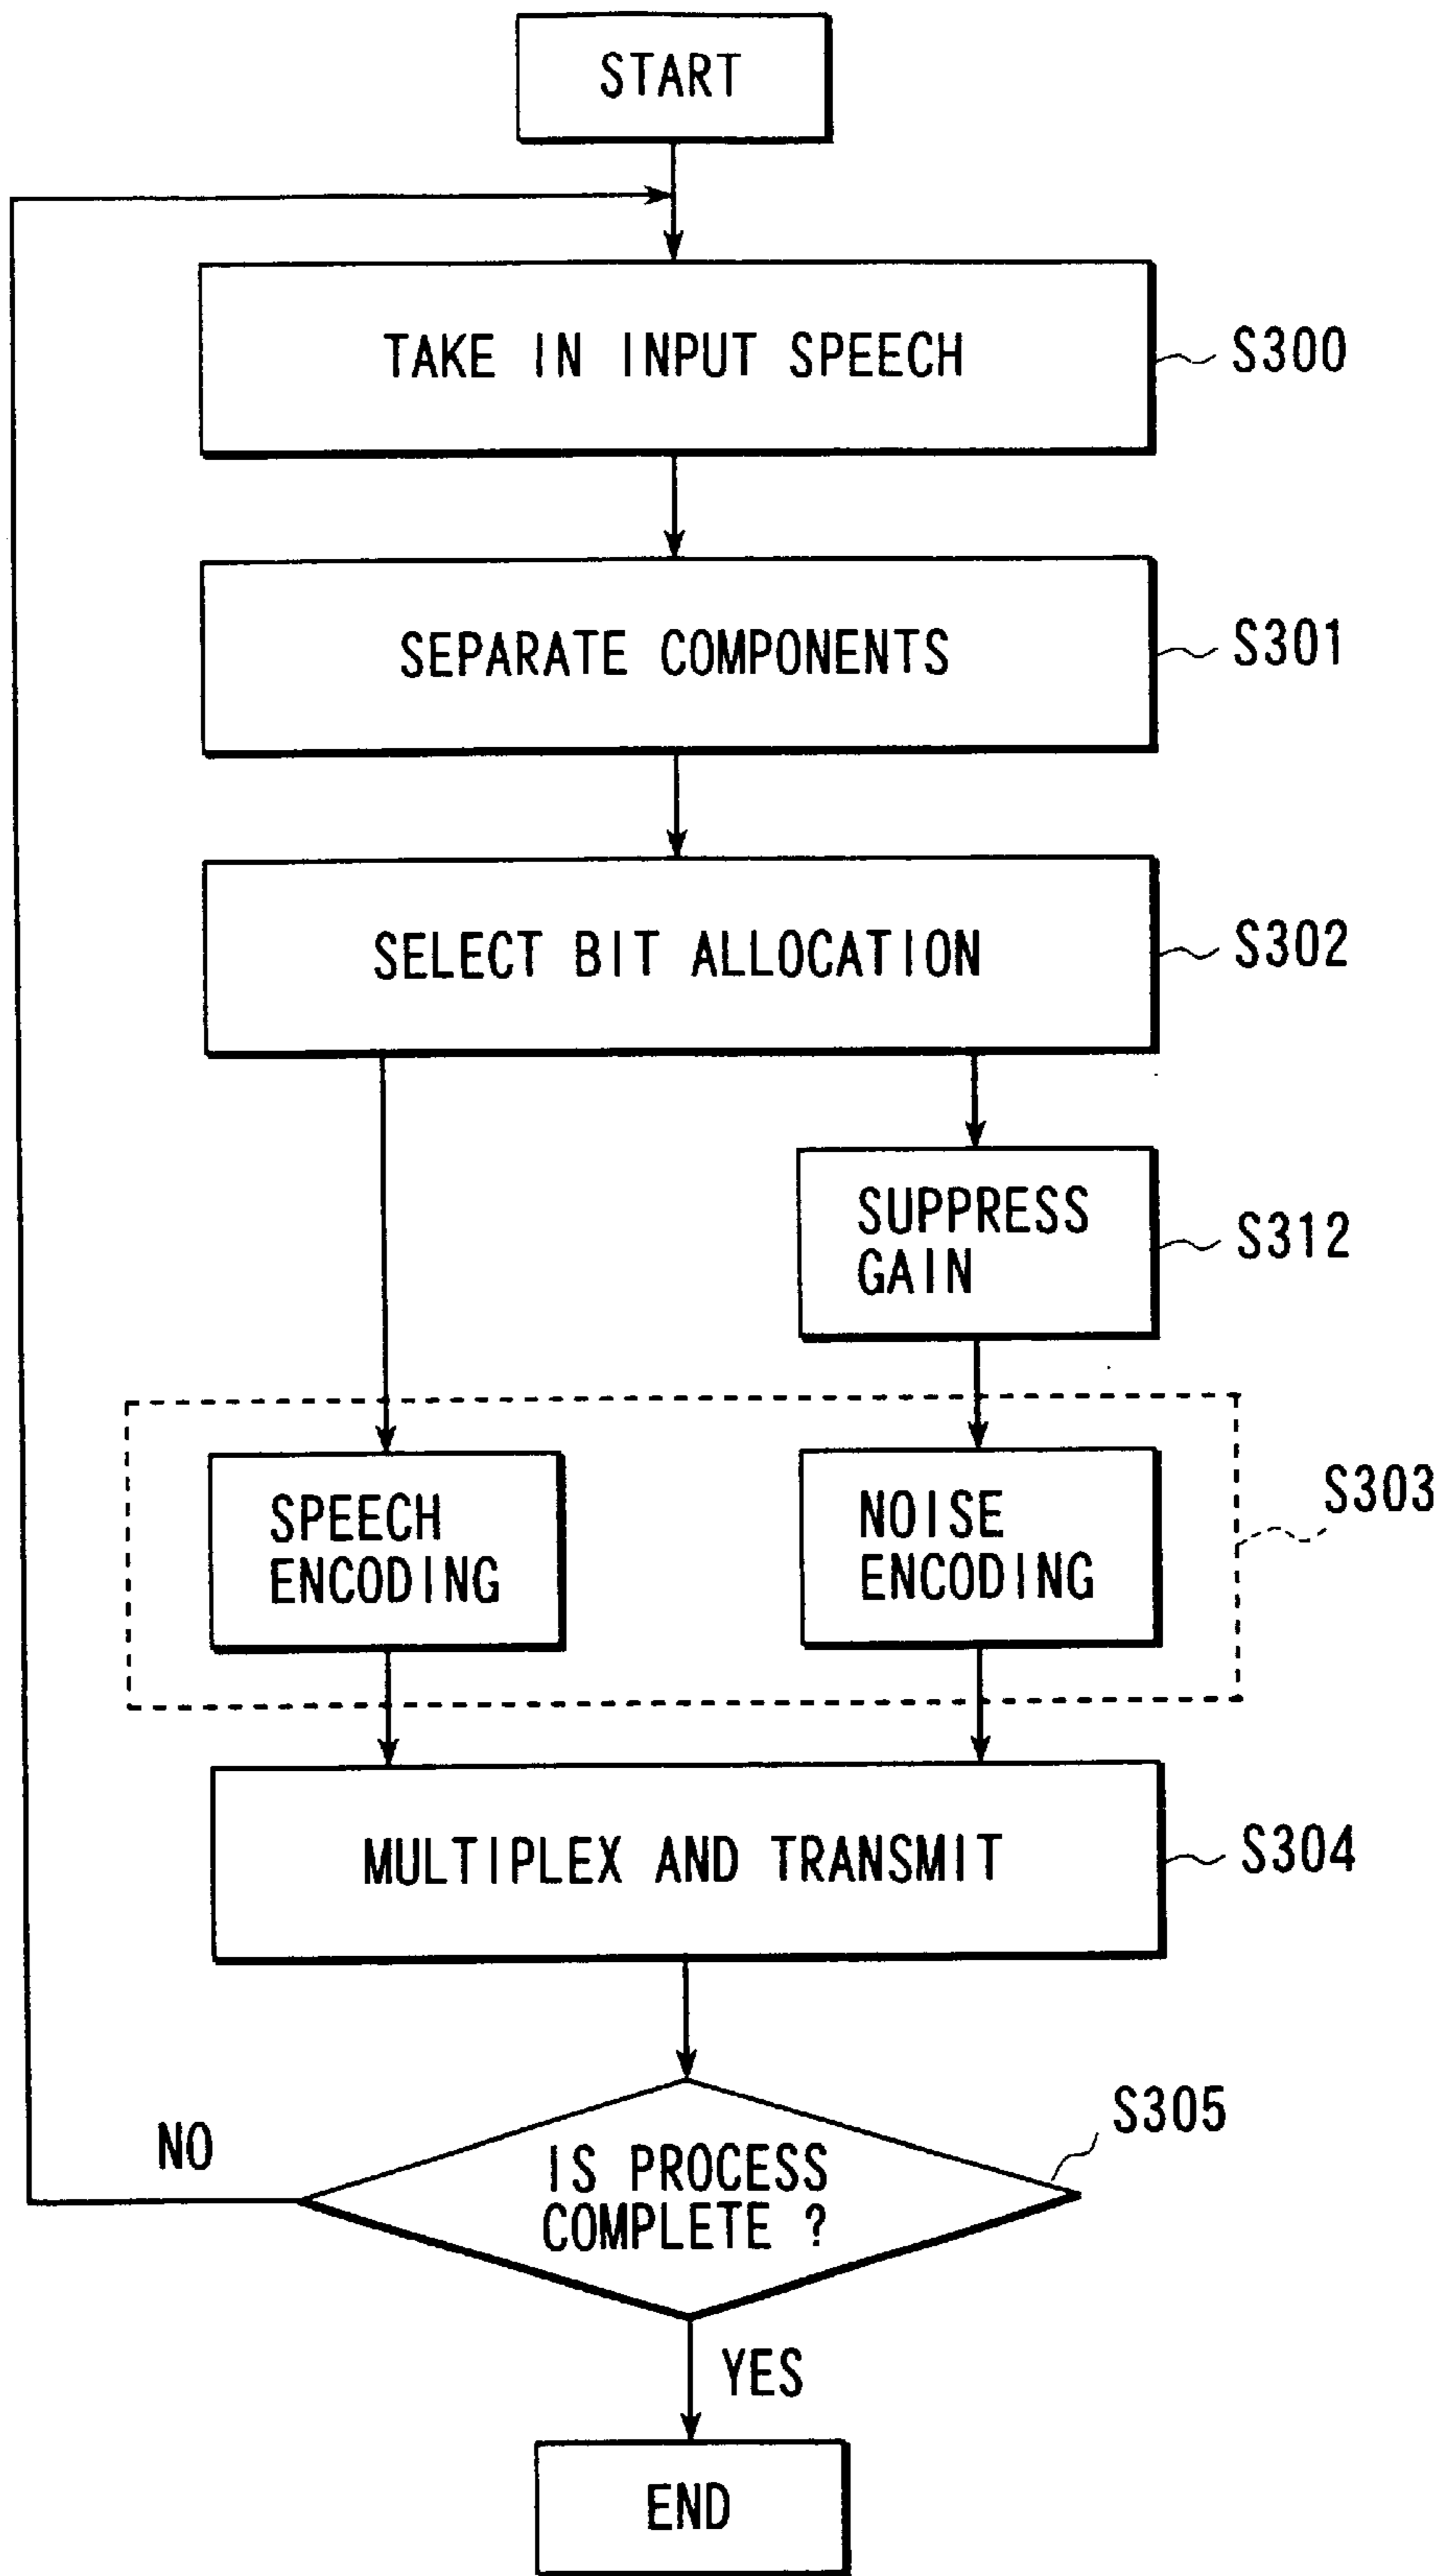 START
TAKE IN INPUT SPEECH
S300
SEPARATE COMPONENTS
S301
SELECT BIT ALLOCATION
S302
SUPPRESS
GAIN
S312
SPEECH
ENCODING
NOISE
ENCODING
S303
MULTIPLEX AND TRANSMIT
S304
IS PROCESS
COMPLETE ?
S305
NO
YES
END